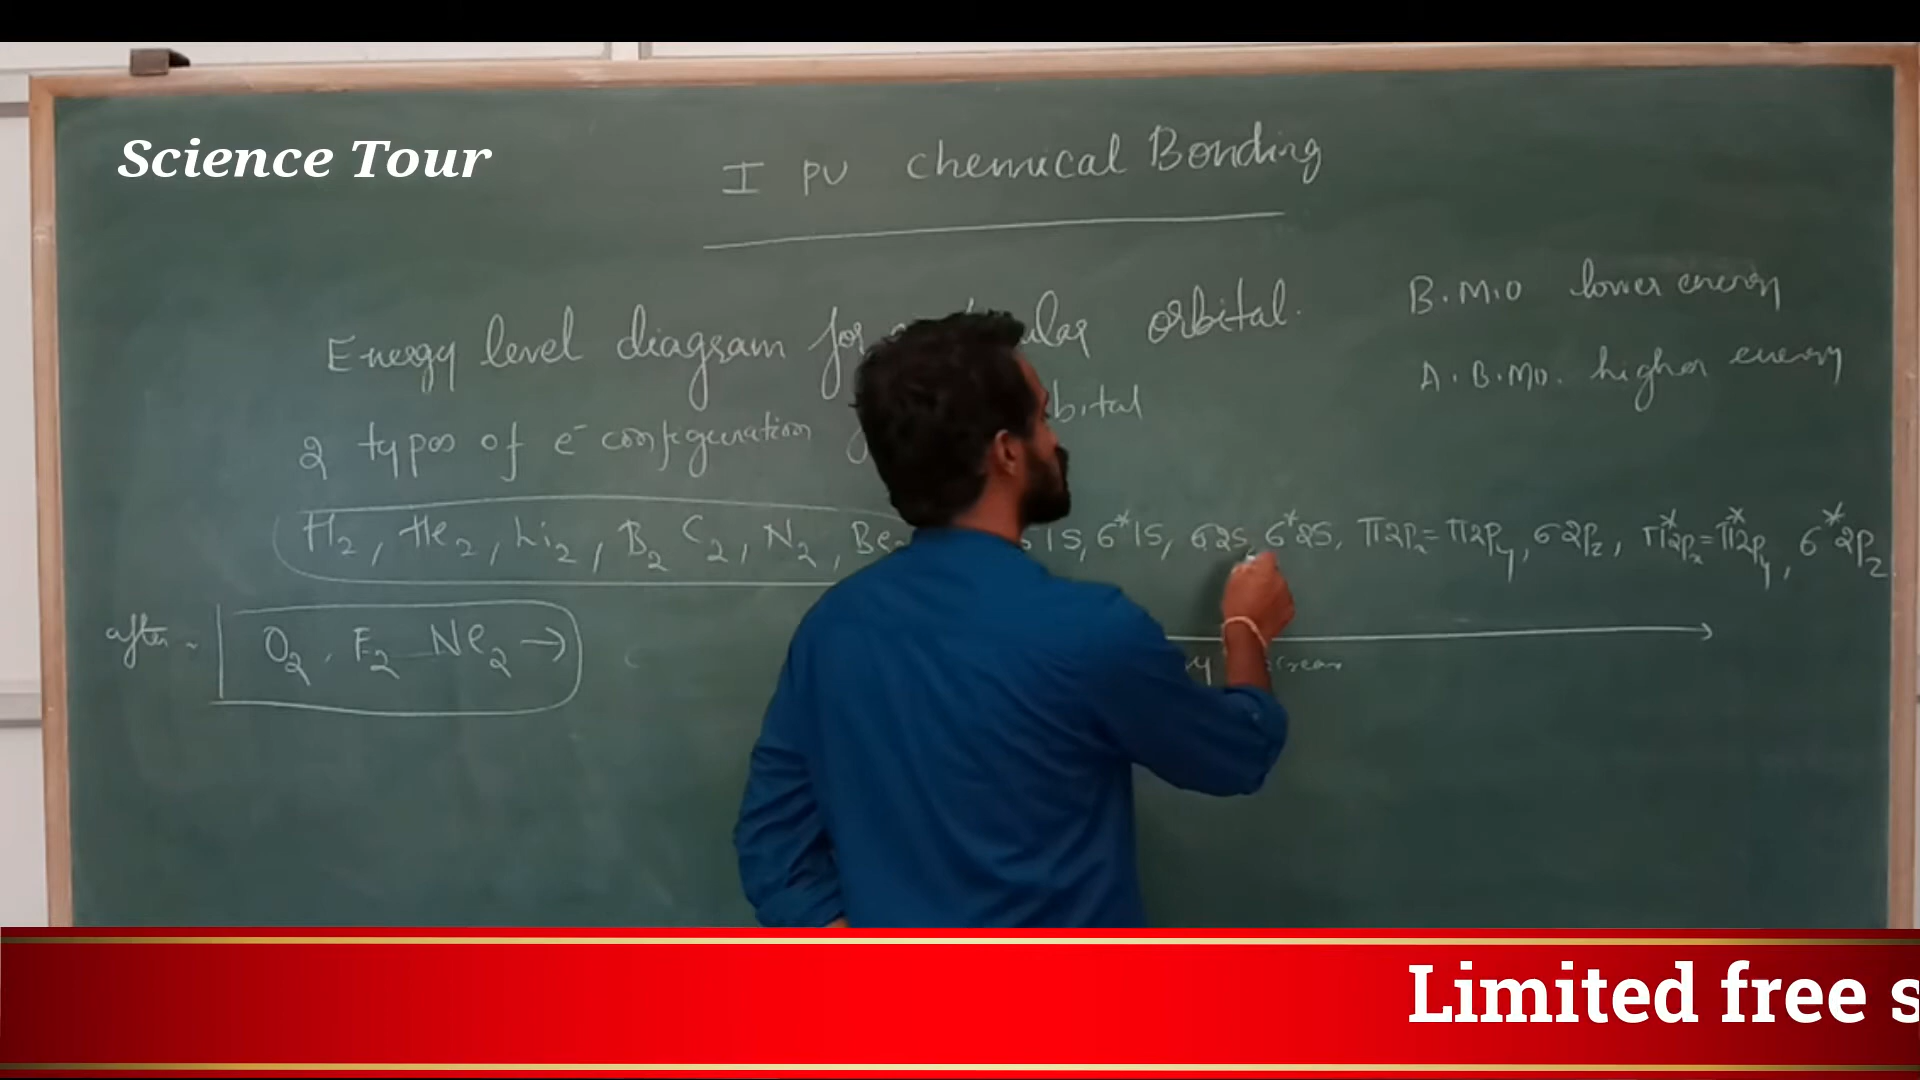 Science Tour
I PU chemical Bonding
Energy level diagram for orbital.
B.M.O lower energy
A.B.MO. higher energy
2 types of e⁻ configuration
H₂, He₂, Li₂, B₂ C₂, N₂, Be₂ 1S, σ*1S, σ2S, σ*2S, π2pₓ=π2pᵧ, σ2p_z, π*2pₓ=π*2pᵧ, σ*2p_z
after
O₂, F₂ Ne₂ →
Limited free s